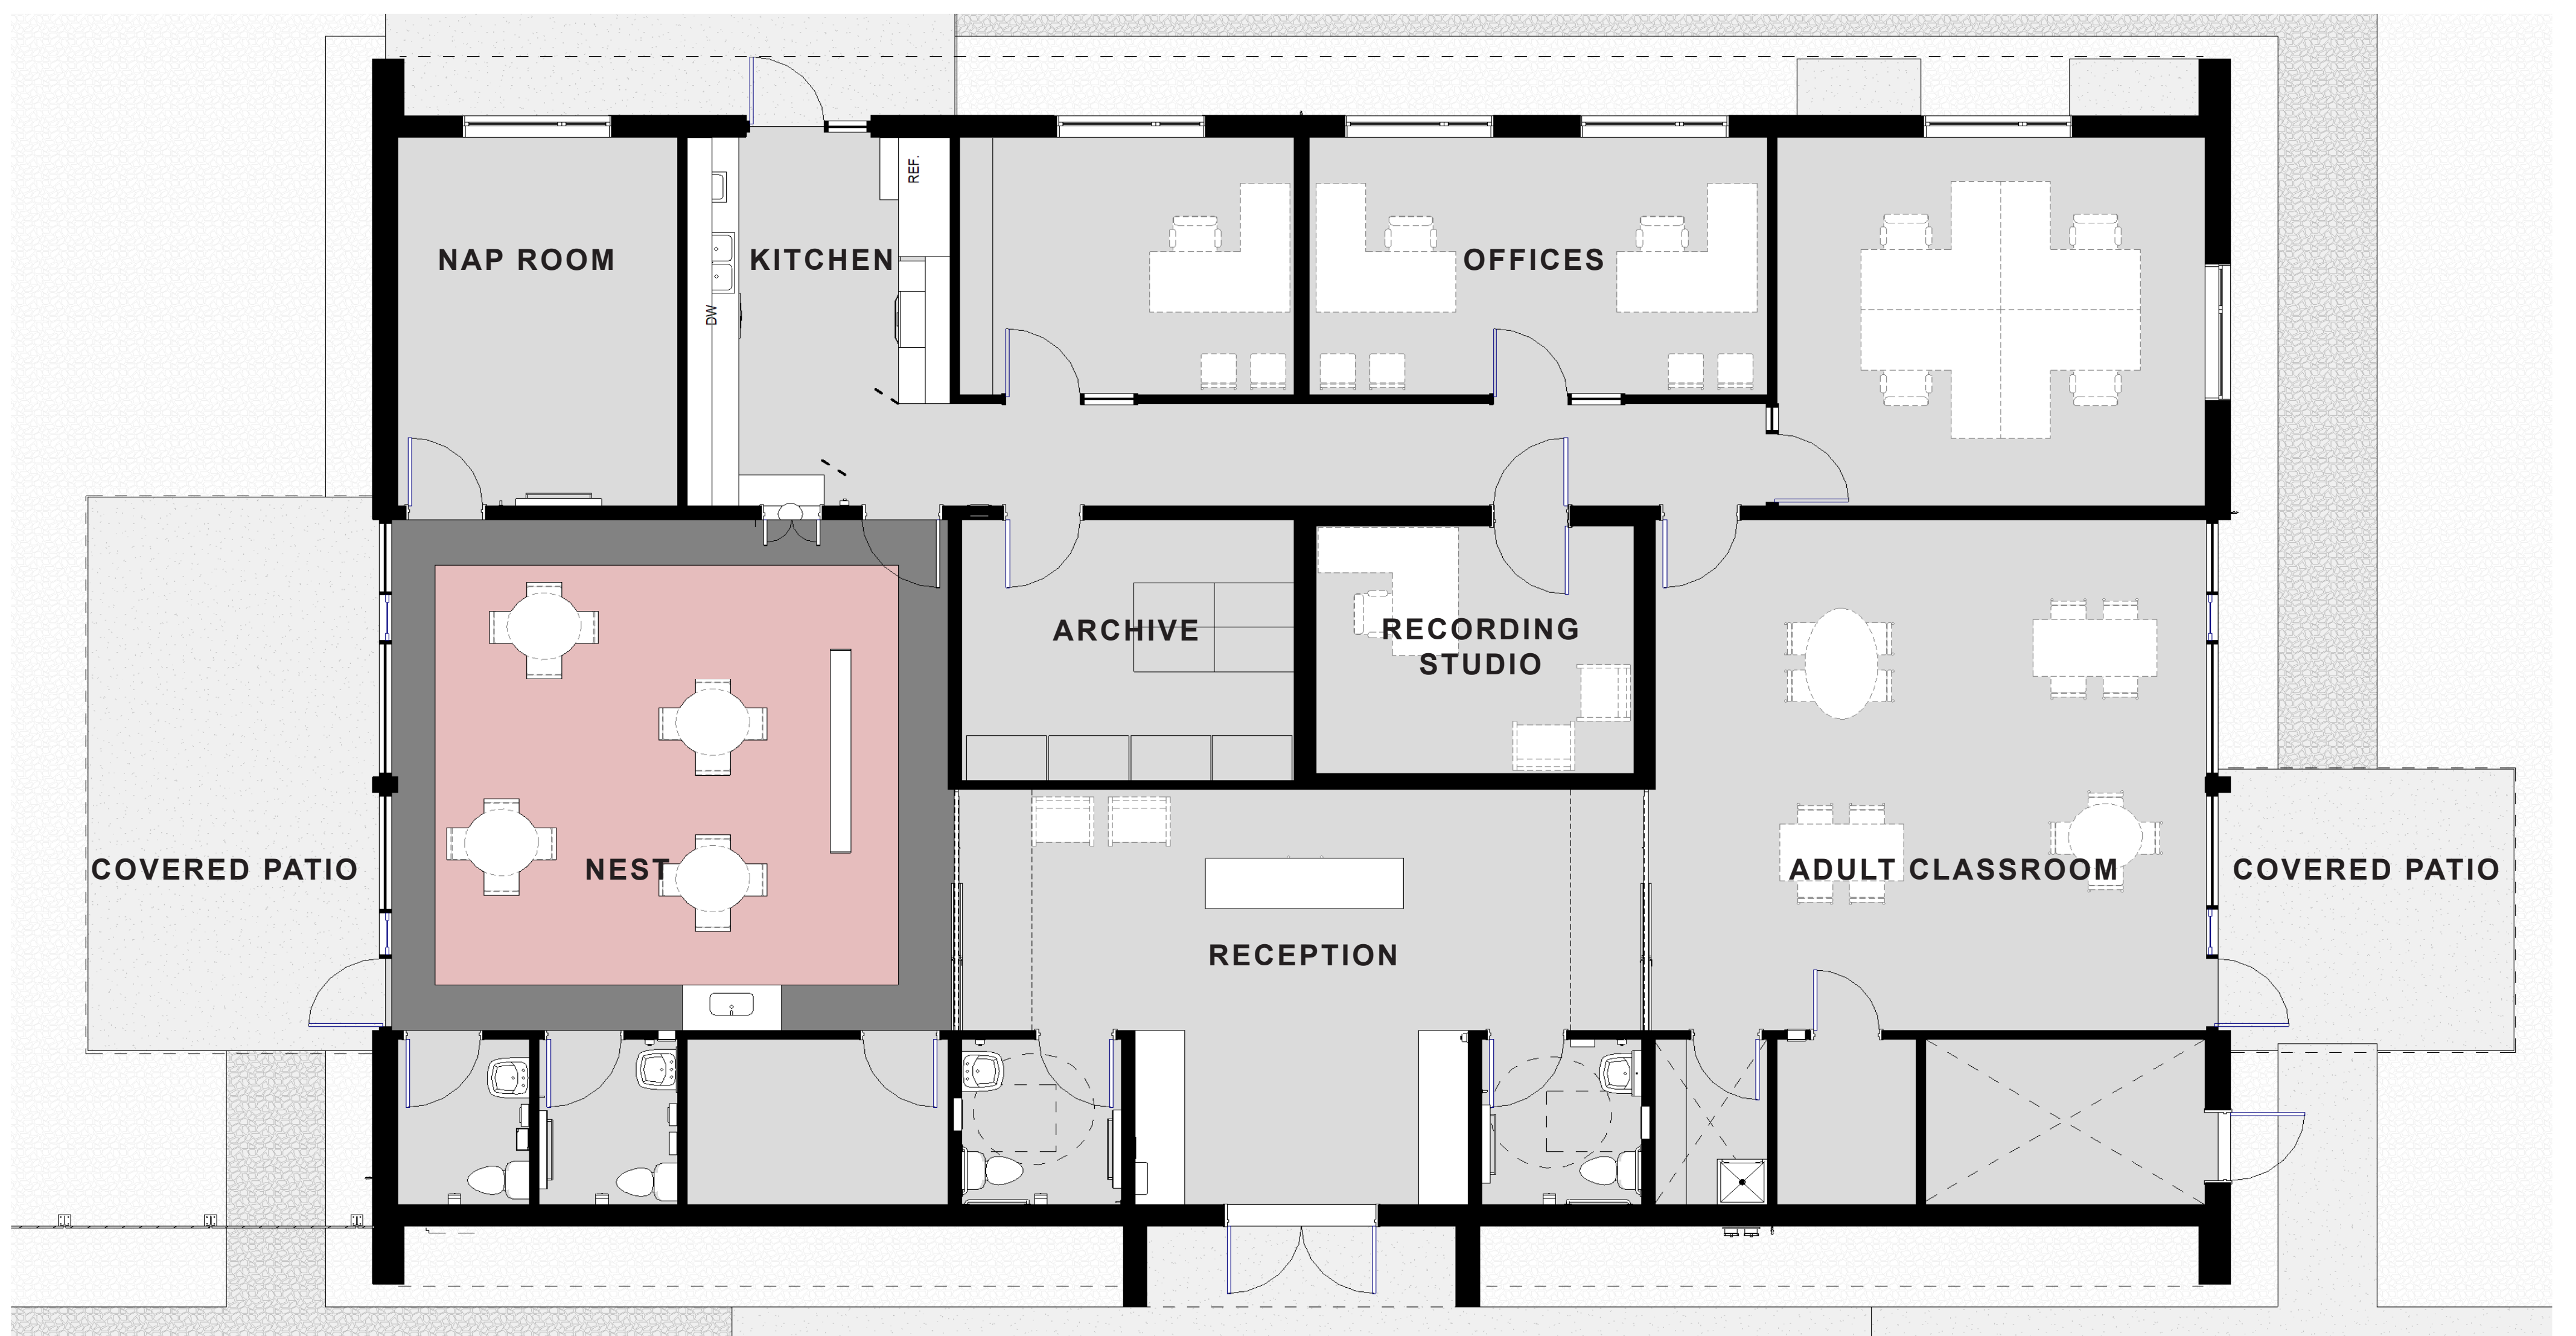 REF.
NAP ROOM
KITCHEN
OFFICES
DW
ARCHIVE
RECORDING
STUDIO
COVERED PATIO
NEST
ADULT CLASSROOM
COVERED PATIO
RECEPTION